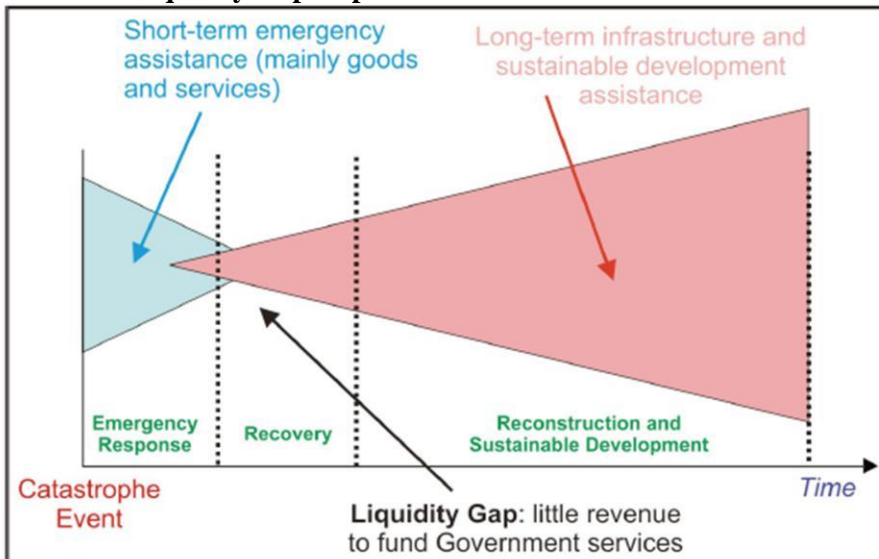 Short-term emergency
assistance (mainly goods
and services)
Long-term infrastructure and
sustainable development
assistance
Emergency
Response
Recovery
Reconstruction and
Sustainable Development
Catastrophe
Event
Time
Liquidity Gap: little revenue
to fund Government services